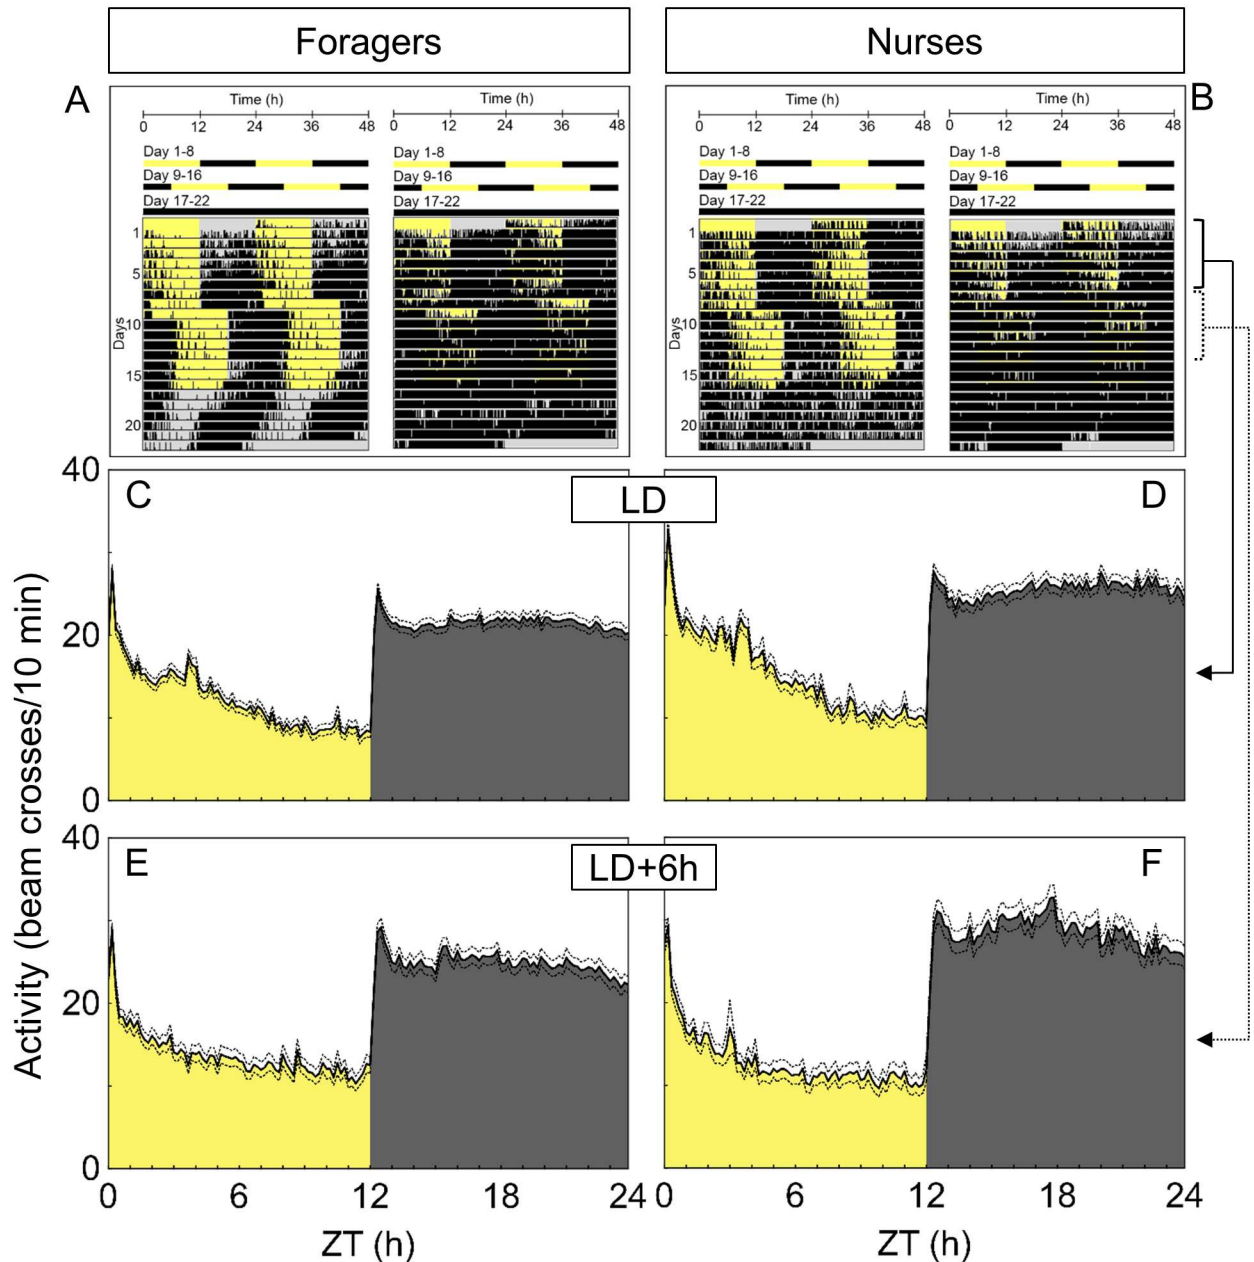 Foragers
Nurses
A
B
Time (h)
Time (h)
Time (h)
Time (h)
0 12 24 36 48
0 12 24 36 48
0 12 24 36 48
0 12 24 36 48
Day 1-8
Day 1-8
Day 1-8
Day 1-8
Day 9-16
Day 9-16
Day 9-16
Day 9-16
Day 17-22
Day 17-22
Day 17-22
Day 17-22
Days
1
5
10
15
20
Days
1
5
10
15
20
C
LD
D
40
20
0
E
LD+6h
F
40
20
0
Activity (beam crosses/10 min)
0 6 12 18 24
0 6 12 18 24
ZT (h)
ZT (h)